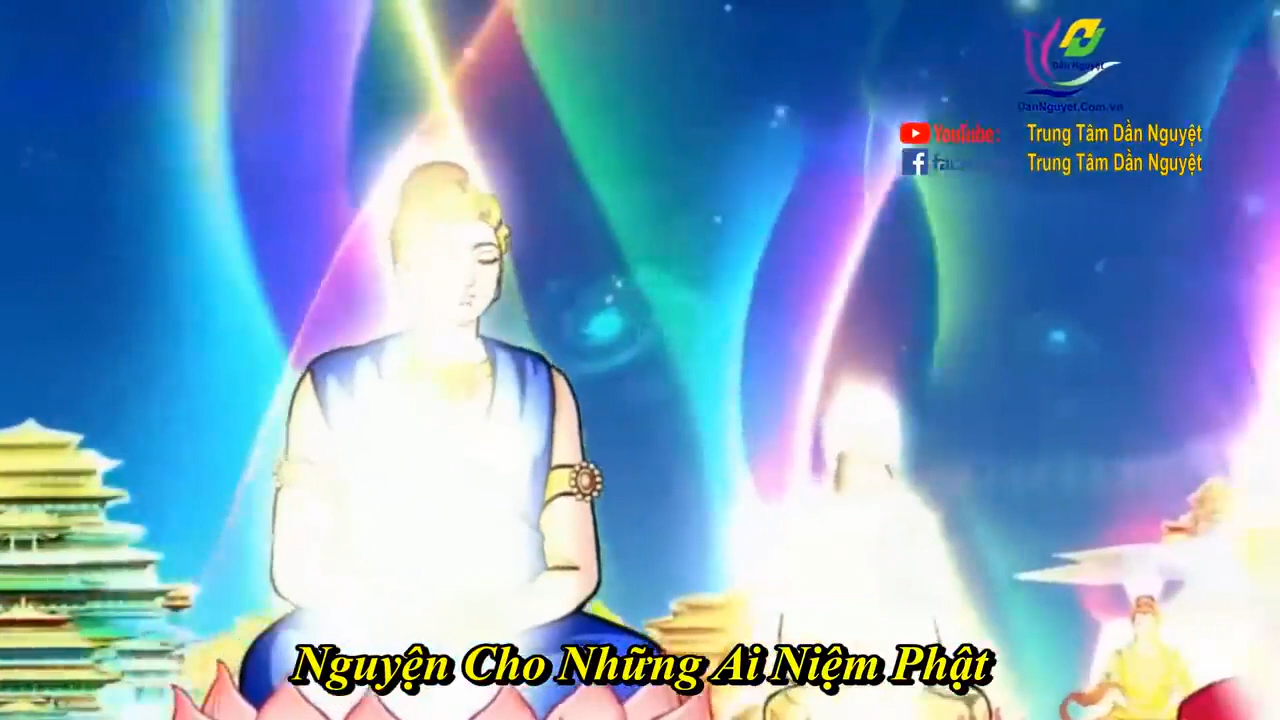 Dần Nguyệt
DanNguyet.Com.vn
YouTube: Trung Tâm Dần Nguyệt
Trung Tâm Dần Nguyệt
Nguyện Cho Những Ai Niệm Phật